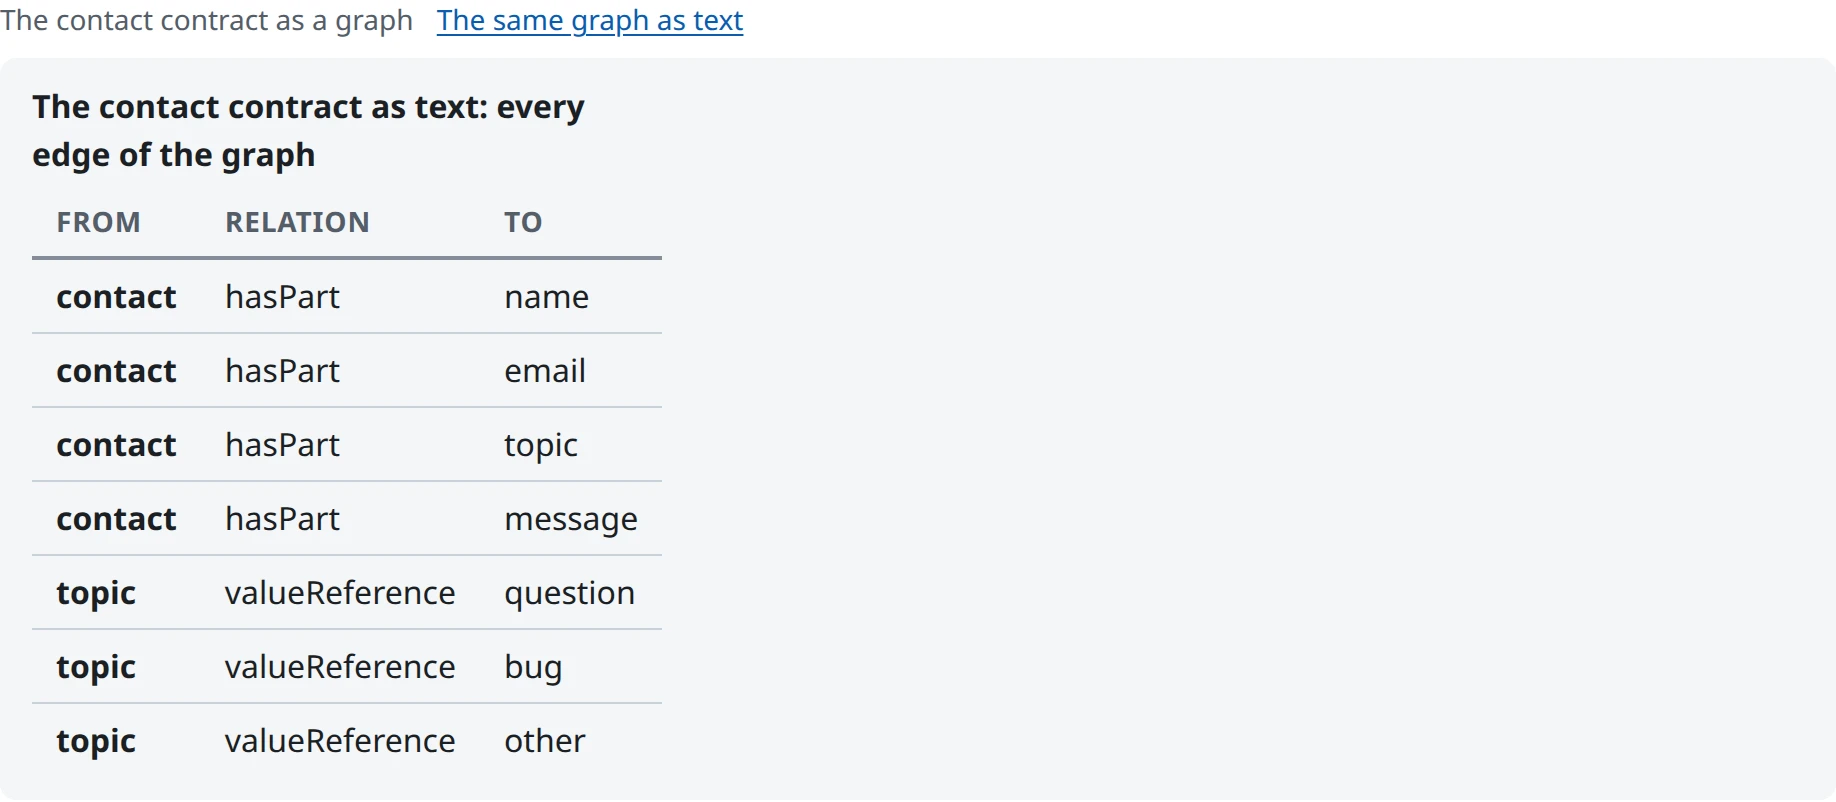 The contact contract as a graph The same graph as text
The contact contract as text: every
edge of the graph
FROM RELATION TO
contact hasPart name
contact hasPart email
contact hasPart topic
contact hasPart message
topic valueReference question
topic valueReference bug
topic valueReference other